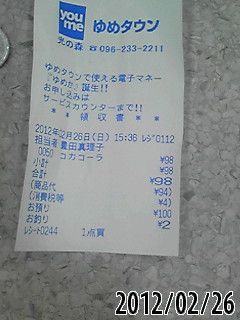 you
me
ゆめタウン
光の森 ☎096-233-2211
ゆめタウンで使える電子マネー
『ゆめか』誕生!!
お申し込みは
サービスカウンターまで!!
** 領収書 **
2012年02月26日(日) 15:36 レジ0112
担当者 豊田真理子
0050 コカコーラ ¥98
小計 ¥98
合計 ¥98
(商品代 ¥94)
(消費税等 ¥4)
お預り ¥100
お釣り ¥2
レシート0244 1点買
2012/02/26